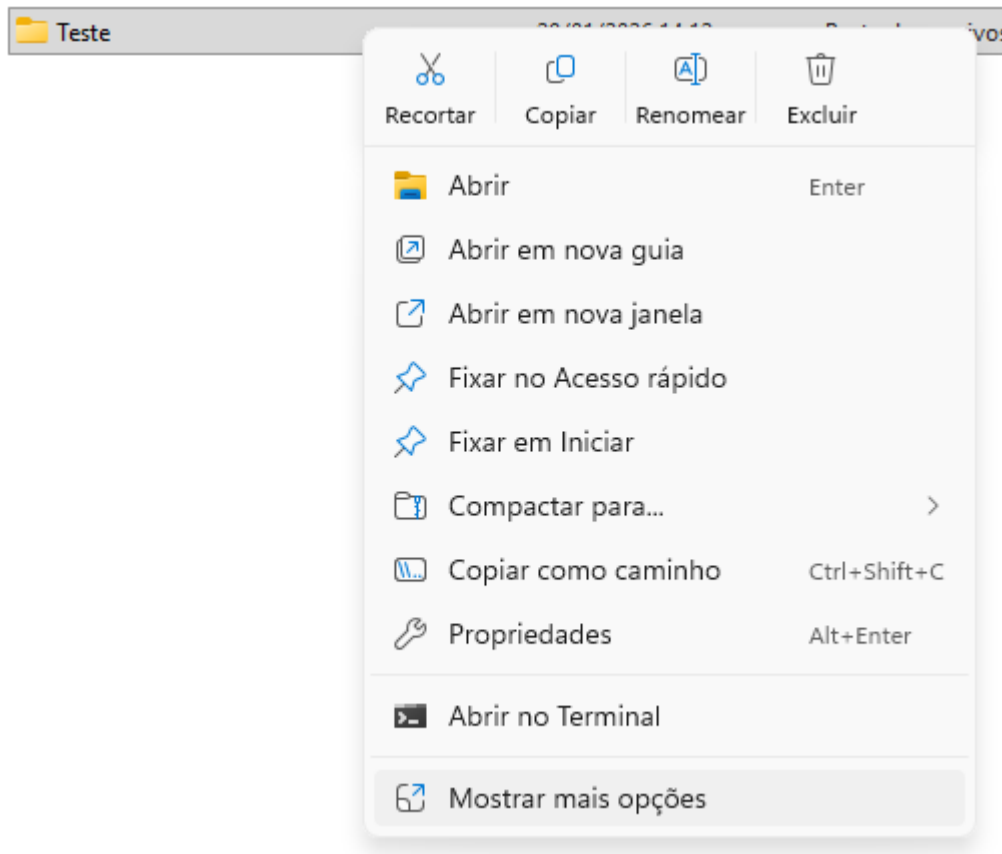 Teste
Recortar Copiar Renomear Excluir
Abrir Enter
Abrir em nova guia
Abrir em nova janela
Fixar no Acesso rápido
Fixar em Iniciar
Compactar para...
Copiar como caminho Ctrl+Shift+C
Propriedades Alt+Enter
Abrir no Terminal
Mostrar mais opções